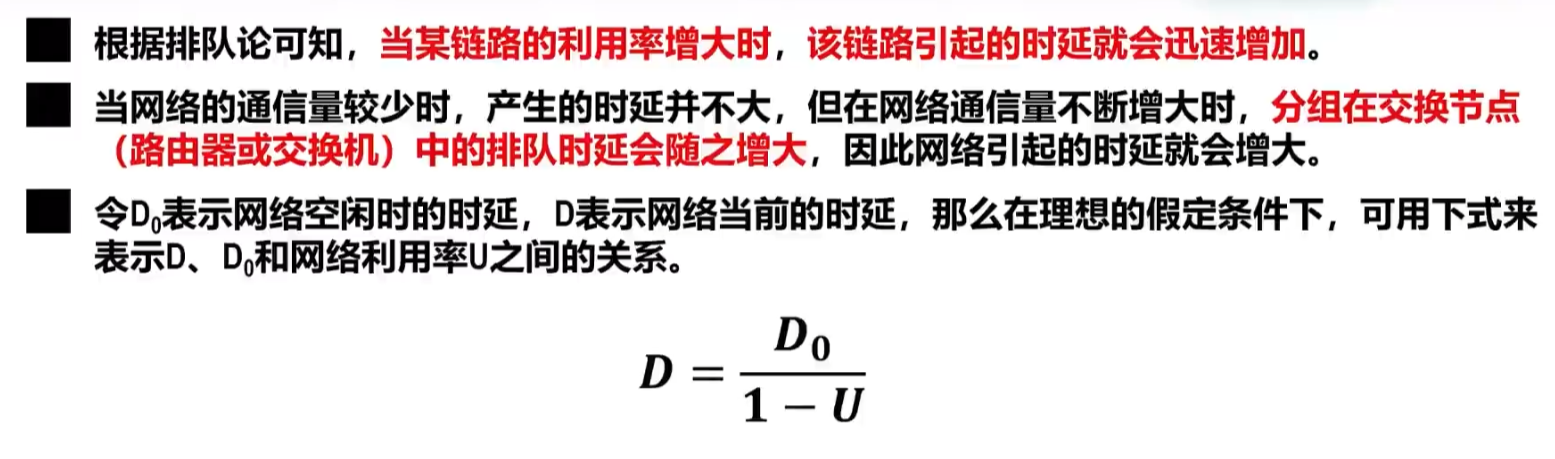 根据排队论可知，当某链路的利用率增大时，该链路引起的时延就会迅速增加。
当网络的通信量较少时，产生的时延并不大，但在网络通信量不断增大时，分组在交换节点
（路由器或交换机）中的排队时延会随之增大，因此网络引起的时延就会增大。
令D₀表示网络空闲时的时延，D表示网络当前的时延，那么在理想的假定条件下，可用下式来
表示D、D₀和网络利用率U之间的关系。
D = D₀ / (1 − U)